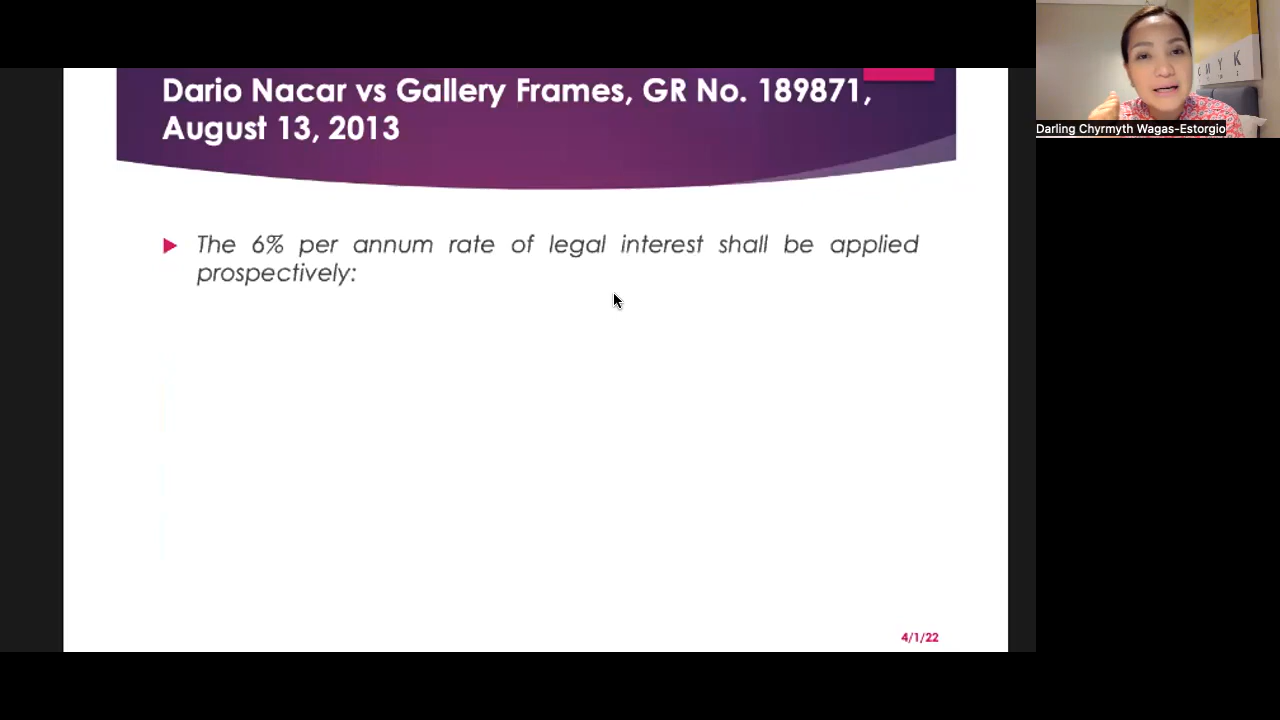 Dario Nacar vs Gallery Frames, GR No. 189871,
August 13, 2013
The 6% per annum rate of legal interest shall be applied
prospectively:
4/1/22
Darling Chyrmyth Wagas-Estorgio